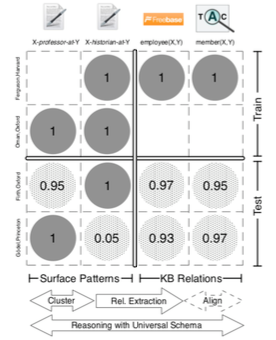 TAC
Freebase
X-professor-at-Y
X-historian-at-Y
employee(X,Y)
member(X,Y)
Ferguson,Harvard
1
1
1
Oman,Oxford
1
1
Train
Firth,Oxford
0.95
1
0.97
0.95
Gödel,Princeton
1
0.05
0.93
0.97
Test
Surface Patterns
KB Relations
Cluster
Rel. Extraction
Align
Reasoning with Universal Schema